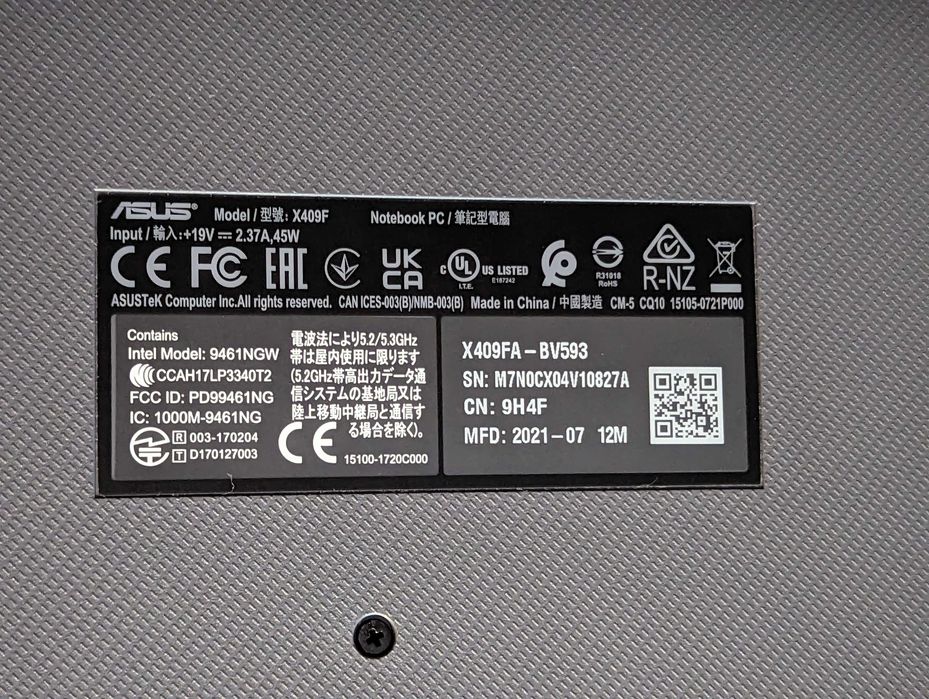 ASUS® Model / 型號: X409F Notebook PC / 筆記型電腦
Input / 輸入:+19V ⎓ 2.37A,45W
CE FC EAC UKCA c UL US LISTED I.T.E. E187242 R31018 RoHS R-NZ
ASUSTeK Computer Inc.All rights reserved. CAN ICES-003(B)/NMB-003(B) Made in China / 中國製造 CM-5 CQ10 15105-0721P000
Contains
Intel Model: 9461NGW
CCAH17LP3340T2
FCC ID: PD99461NG
IC: 1000M-9461NG
R 003-170204
T D170127003
電波法により5.2/5.3GHz
帯は屋内使用に限ります
(5.2GHz帯高出力データ通
信システムの基地局又は
陸上移動中継局と通信す
る場合を除く)。
CE
15100-1720C000
X409FA-BV593
SN: M7N0CX04V10827A
CN: 9H4F
MFD: 2021-07 12M